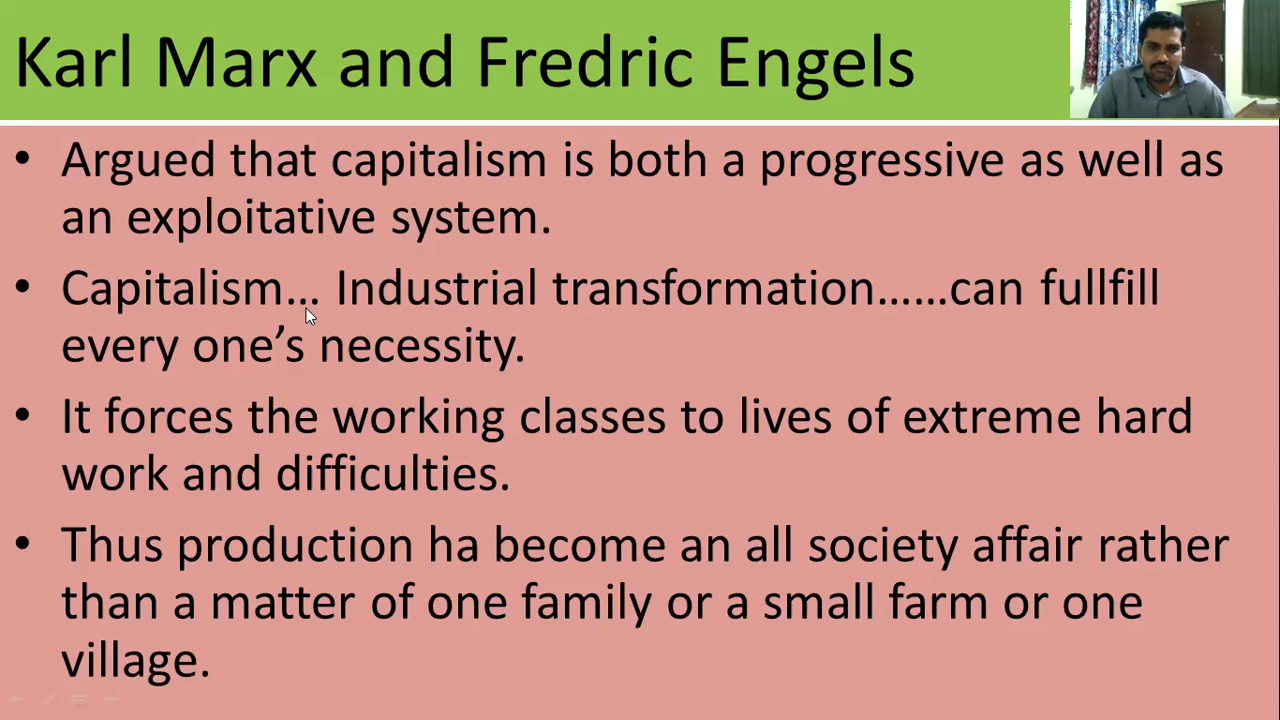 Karl Marx and Fredric Engels
• Argued that capitalism is both a progressive as well as
an exploitative system.
• Capitalism… Industrial transformation……can fullfill
every one’s necessity.
• It forces the working classes to lives of extreme hard
work and difficulties.
• Thus production ha become an all society affair rather
than a matter of one family or a small farm or one
village.